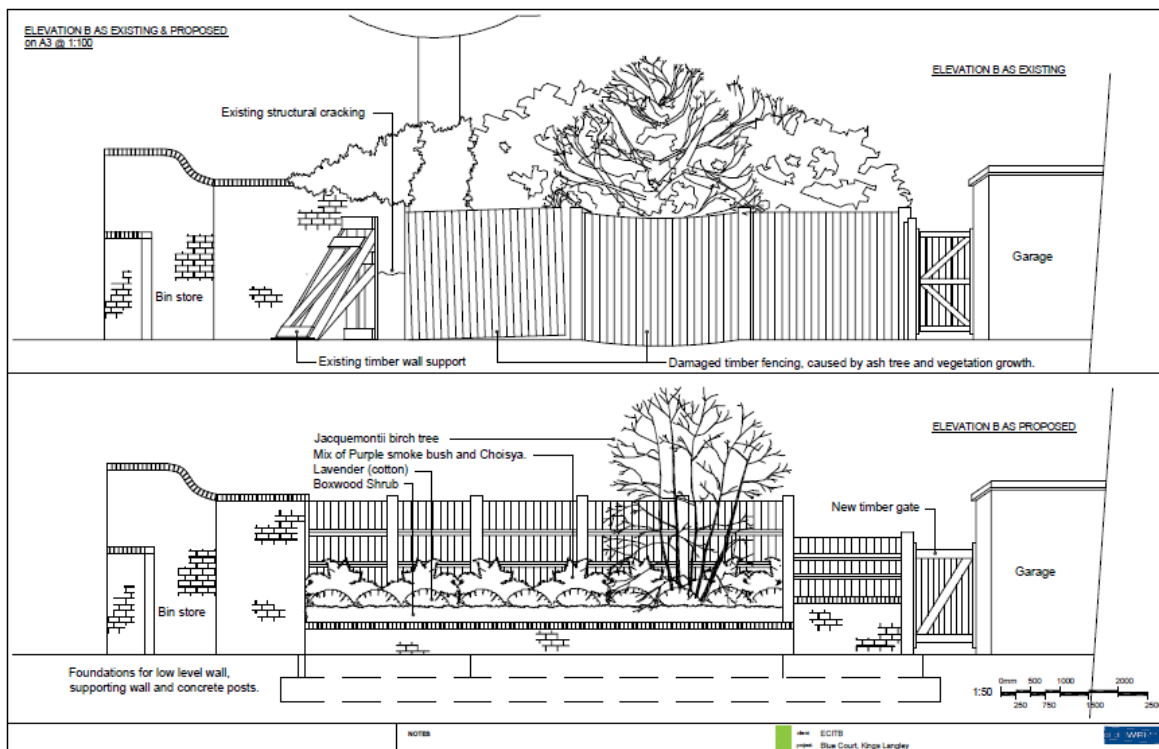 ELEVATION B AS EXISTING & PROPOSED
on A3 @ 1:100
ELEVATION B AS EXISTING
Existing structural cracking
Garage
Bin store
Existing timber wall support
Damaged timber fencing, caused by ash tree and vegetation growth.
ELEVATION B AS PROPOSED
Jacquemontii birch tree
Mix of Purple smoke bush and Choisya.
Lavender (cotton)
Boxwood Shrub
New timber gate
Garage
Bin store
Foundations for low level wall,
supporting wall and concrete posts.
1:50
0mm 500 1000 2000
250 750 1500 2500
NOTES
client ECITB
project Blue Court, Kings Langley